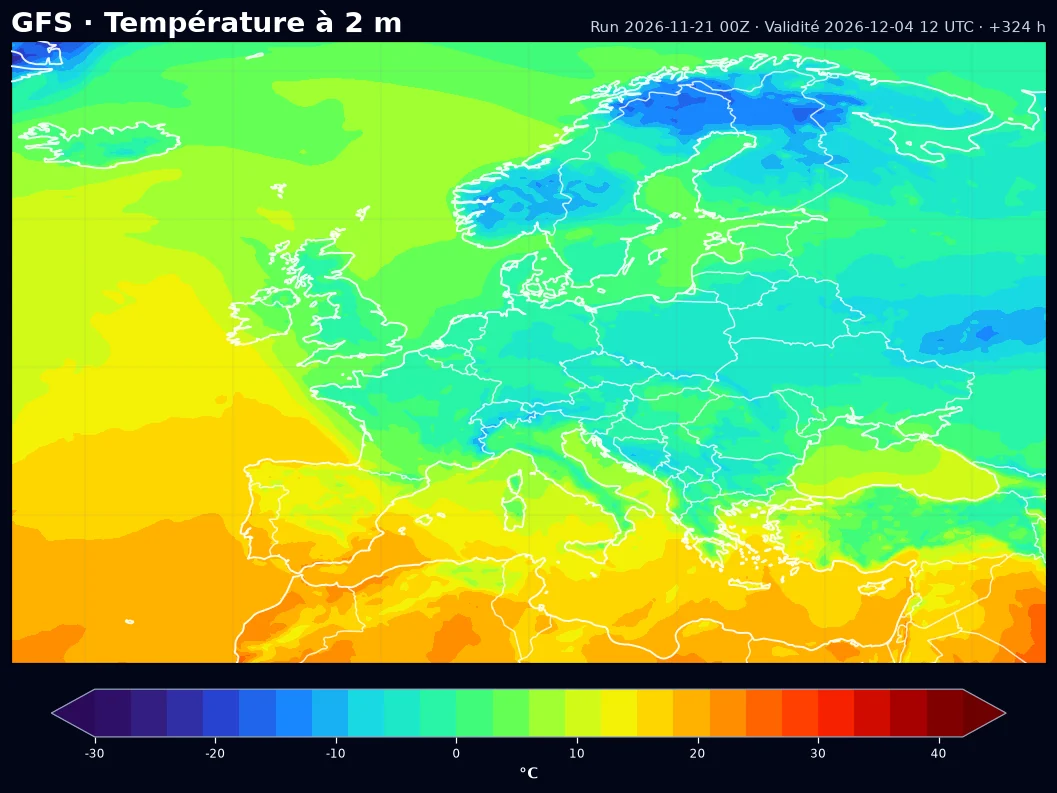 GFS · Température à 2 m
Run 2026-11-21 00Z · Validité 2026-12-04 12 UTC · +324 h
-30 -20 -10 0 10 20 30 40
°C